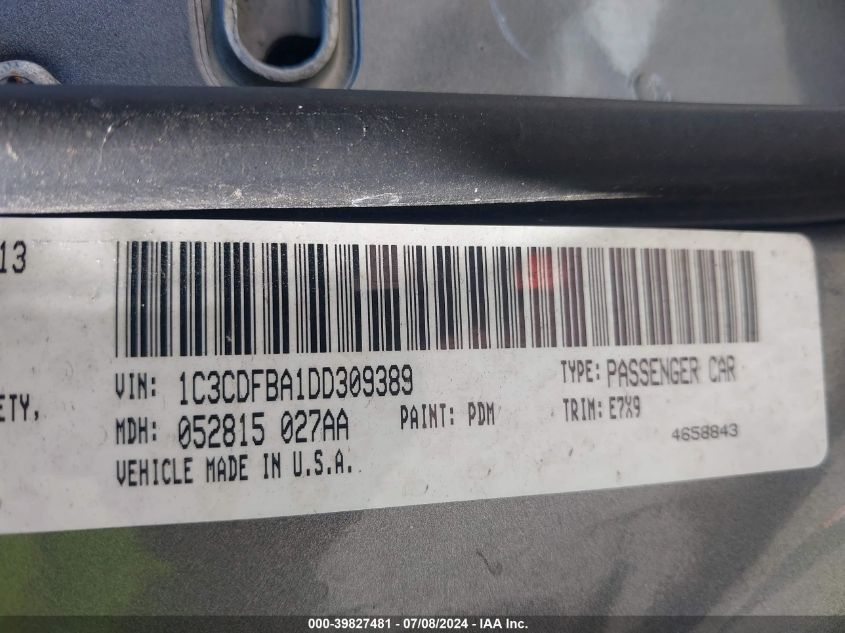 13
ETY,
VIN: 1C3CDFBA1DD309389 TYPE: PASSENGER CAR
MDH: 052815 027AA PAINT: PDM TRIM: E7X9
4658843
VEHICLE MADE IN U.S.A.
000-39827481 - 07/08/2024 - IAA Inc.